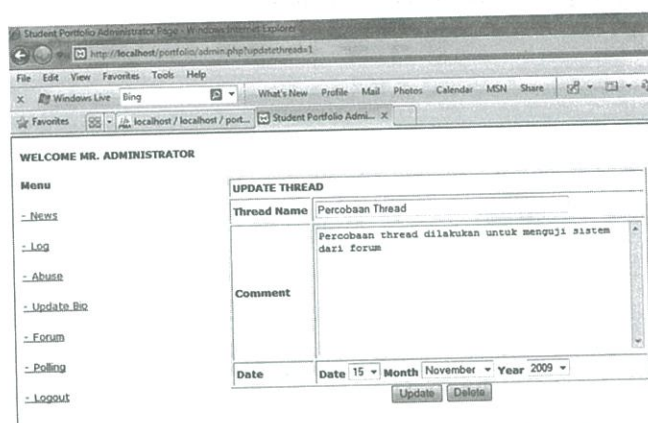 Student Portfolio Administrator Page - Windows Internet Explorer
http://localhost/portfolio/admin.php?updatethread=1
File Edit View Favorites Tools Help
x Windows Live Bing What's New Profile Mail Photos Calendar MSN Share
Favorites localhost / localhost / port... Student Portfolio Admi... X
WELCOME MR. ADMINISTRATOR
Menu
- News
- Log
- Abuse
- Update Bio
- Forum
- Polling
- Logout
UPDATE THREAD
Thread Name Percobaan Thread
Comment Percobaan thread dilakukan untuk menguji sistem
dari forum
Date Date 15 Month November Year 2009
Update Delete